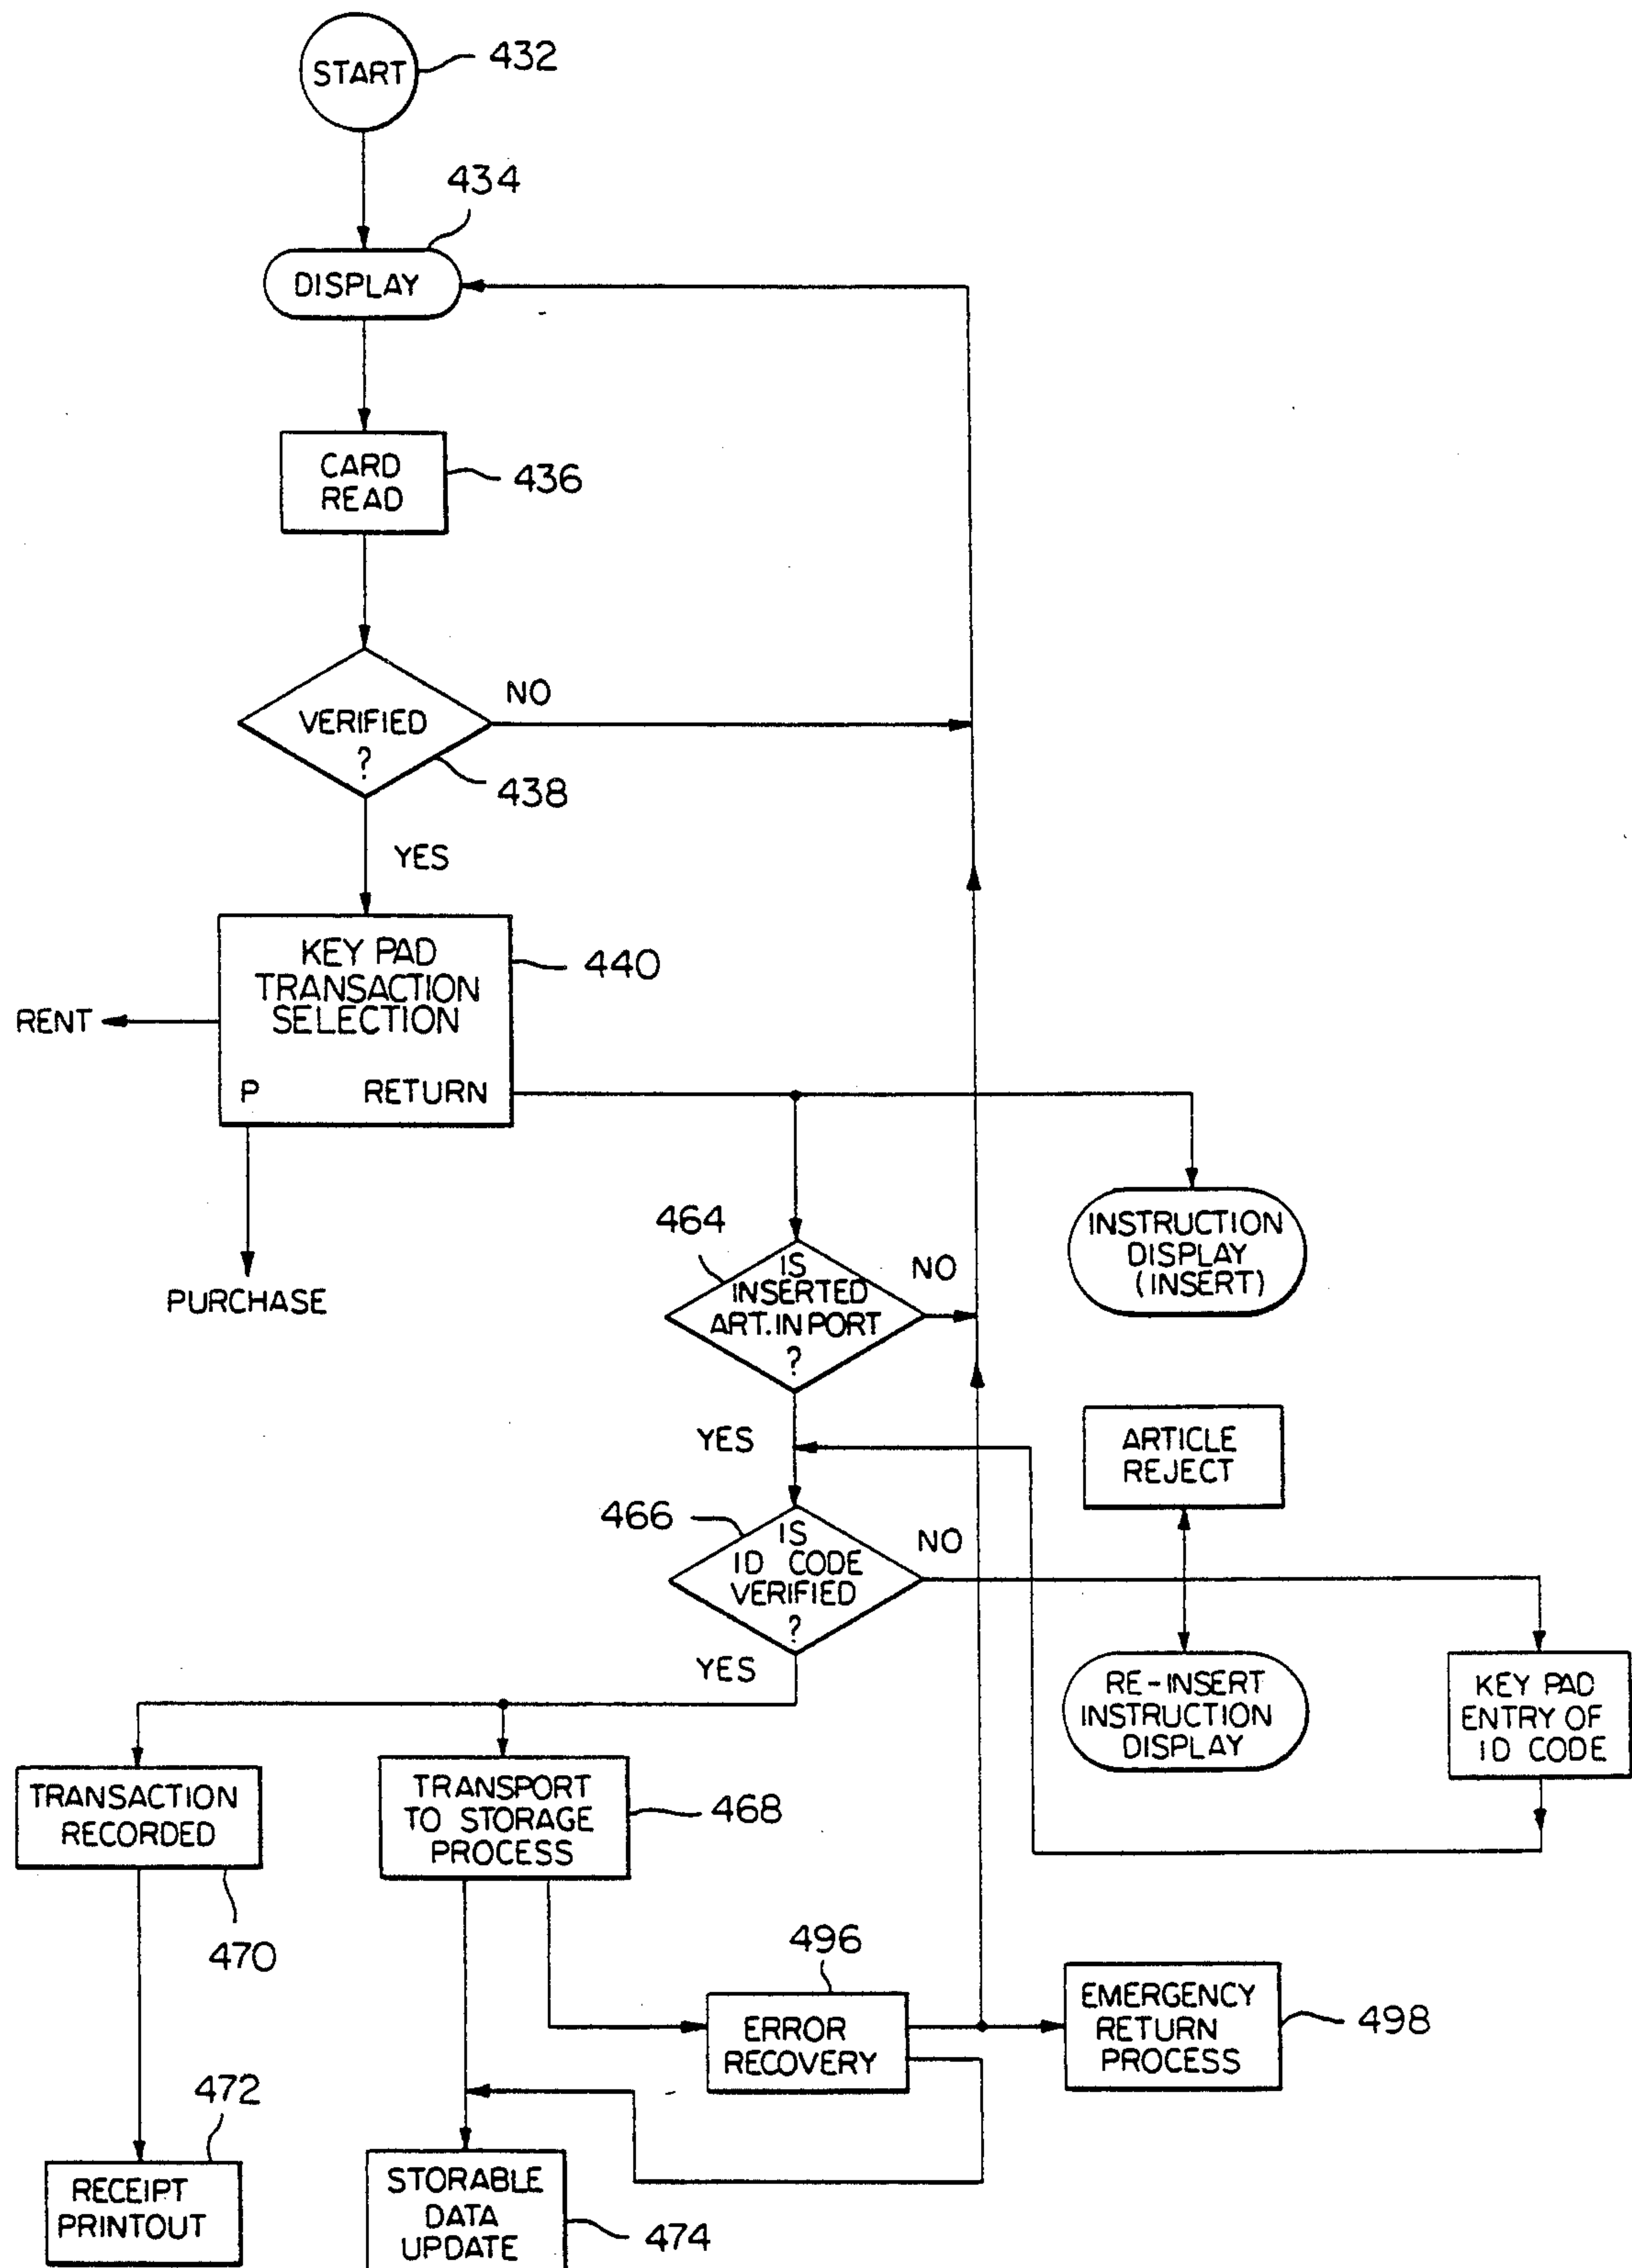 START
432
434
DISPLAY
CARD
READ
436
VERIFIED
?
NO
438
YES
KEY PAD
TRANSACTION
SELECTION
440
RENT
P RETURN
PURCHASE
464
IS
INSERTED
ART. IN PORT
?
NO
INSTRUCTION
DISPLAY
(INSERT)
YES
ARTICLE
REJECT
466
IS
ID CODE
VERIFIED
?
NO
YES
RE-INSERT
INSTRUCTION
DISPLAY
KEY PAD
ENTRY OF
ID CODE
TRANSACTION
RECORDED
470
TRANSPORT
TO STORAGE
PROCESS
468
496
ERROR
RECOVERY
EMERGENCY
RETURN
PROCESS
498
472
RECEIPT
PRINTOUT
STORABLE
DATA
UPDATE
474